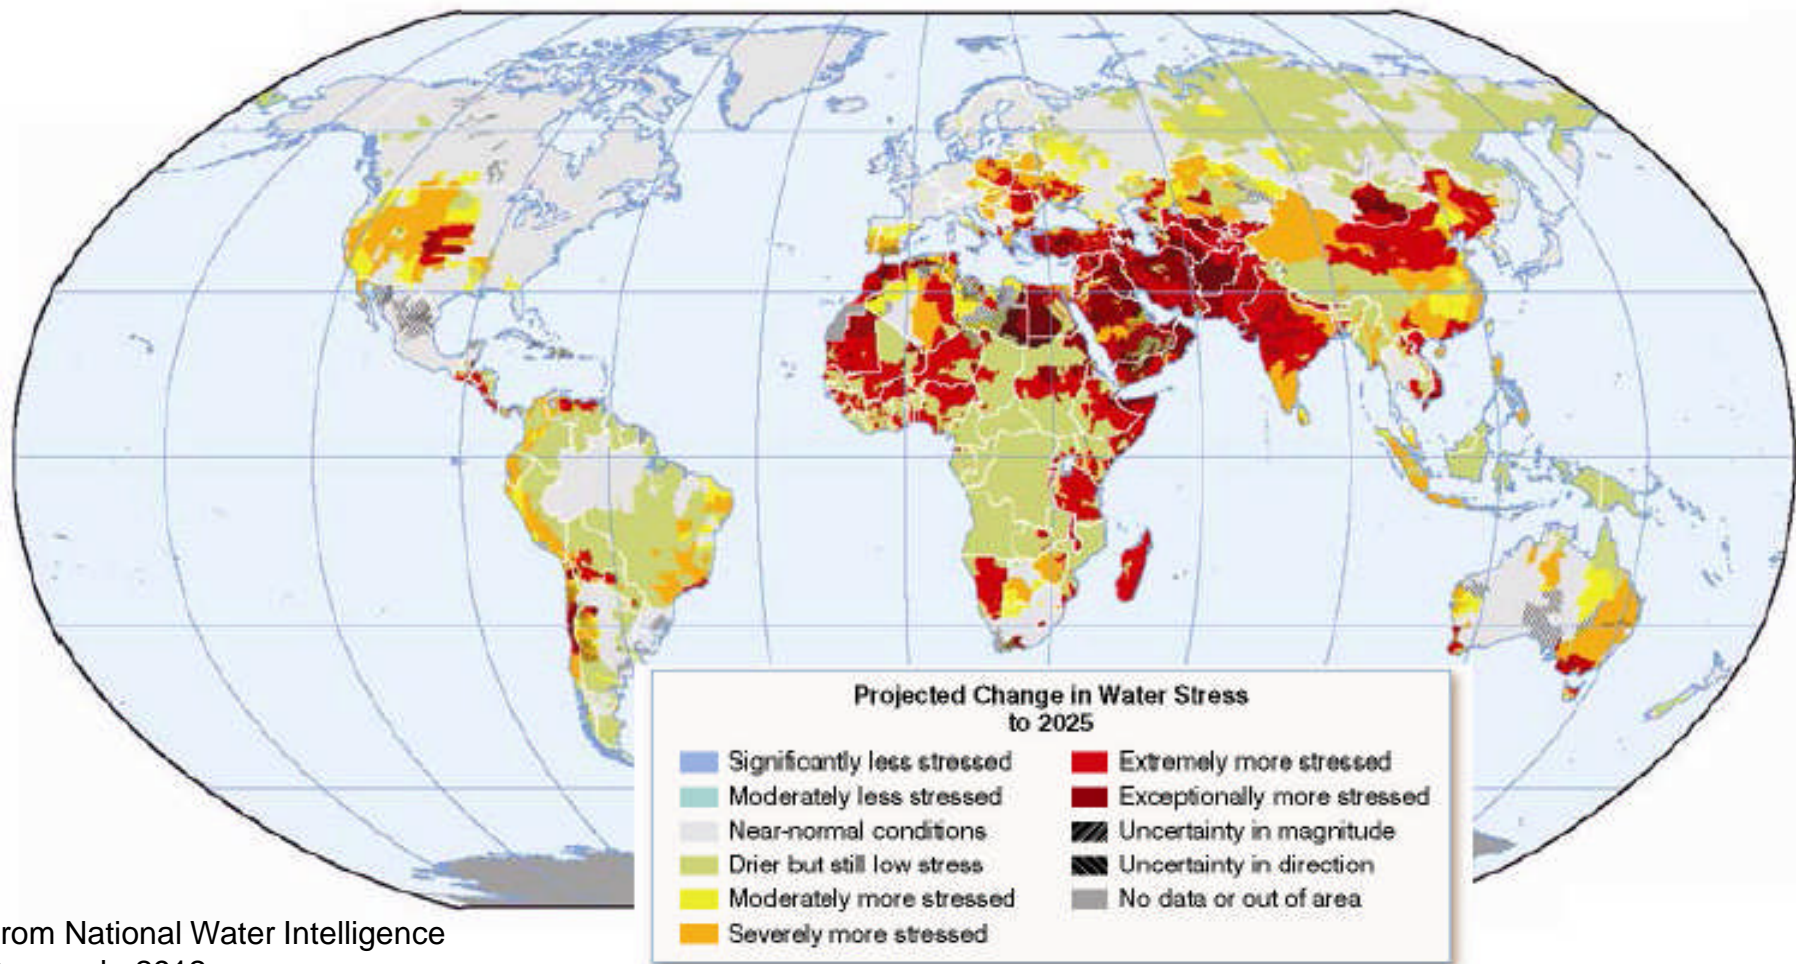 Projected Change in Water Stress
to 2025
Significantly less stressed
Moderately less stressed
Near-normal conditions
Drier but still low stress
Moderately more stressed
Severely more stressed
Extremely more stressed
Exceptionally more stressed
Uncertainty in magnitude
Uncertainty in direction
No data or out of area
rom National Water Intelligence